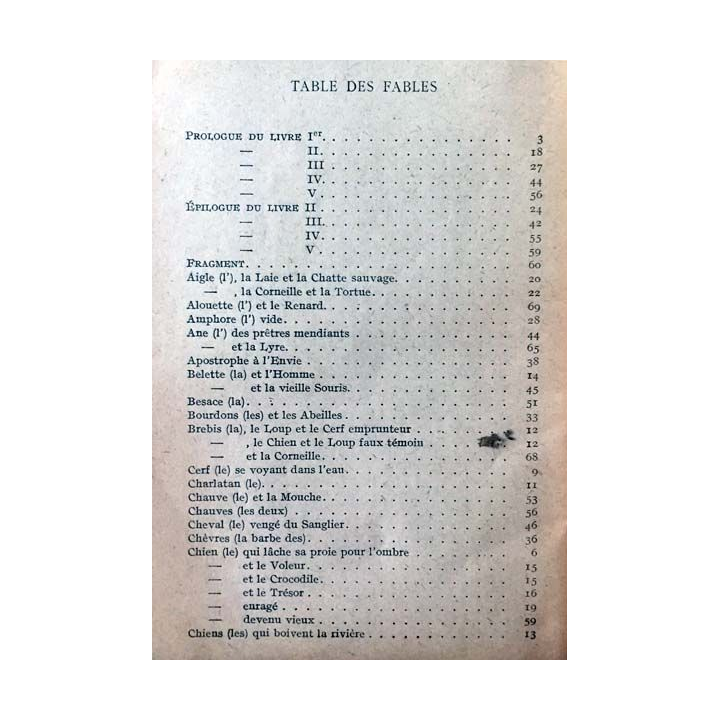 TABLE DES FABLES
PROLOGUE DU LIVRE Ier. . . . . . . . . . . . . . 3
— II. . . . . . . . . . . . . . 18
— III . . . . . . . . . . . . . . 27
— IV. . . . . . . . . . . . . . 44
— V . . . . . . . . . . . . . . 56
ÉPILOGUE DU LIVRE II . . . . . . . . . . . . . . 24
— III. . . . . . . . . . . . . . 42
— IV. . . . . . . . . . . . . . 55
— V . . . . . . . . . . . . . . 59
FRAGMENT. . . . . . . . . . . . . . . . . . . 60
Aigle (l'), la Laie et la Chatte sauvage. . . . . . . . . 20
— , la Corneille et la Tortue. . . . . . . . . . . 22
Alouette (l') et le Renard. . . . . . . . . . . . . . 69
Amphore (l') vide. . . . . . . . . . . . . . . . . 28
Ane (l') des prêtres mendiants . . . . . . . . . . . . 44
— et la Lyre. . . . . . . . . . . . . . . . . 65
Apostrophe à l'Envie . . . . . . . . . . . . . . . 38
Belette (la) et l'Homme . . . . . . . . . . . . . . 14
— et la vieille Souris. . . . . . . . . . . . . 45
Besace (la). . . . . . . . . . . . . . . . . . . 51
Bourdons (les) et les Abeilles . . . . . . . . . . . . . 33
Brebis (la), le Loup et le Cerf emprunteur . . . . . . . . 12
— , le Chien et le Loup faux témoin . . . . . . . 12
— et la Corneille. . . . . . . . . . . . . . . 68
Cerf (le) se voyant dans l'eau. . . . . . . . . . . . . 9
Charlatan (le). . . . . . . . . . . . . . . . . . 11
Chauve (le) et la Mouche. . . . . . . . . . . . . . 53
Chauves (les deux) . . . . . . . . . . . . . . . . 56
Cheval (le) vengé du Sanglier. . . . . . . . . . . . . 46
Chèvres (la barbe des). . . . . . . . . . . . . . . 36
Chien (le) qui lâche sa proie pour l'ombre . . . . . . . . 6
— et le Voleur. . . . . . . . . . . . . . . . 15
— et le Crocodile. . . . . . . . . . . . . . . 15
— et le Trésor . . . . . . . . . . . . . . . . 16
— enragé . . . . . . . . . . . . . . . . . . 19
— devenu vieux . . . . . . . . . . . . . . . . 59
Chiens (les) qui boivent la rivière . . . . . . . . . . . 13